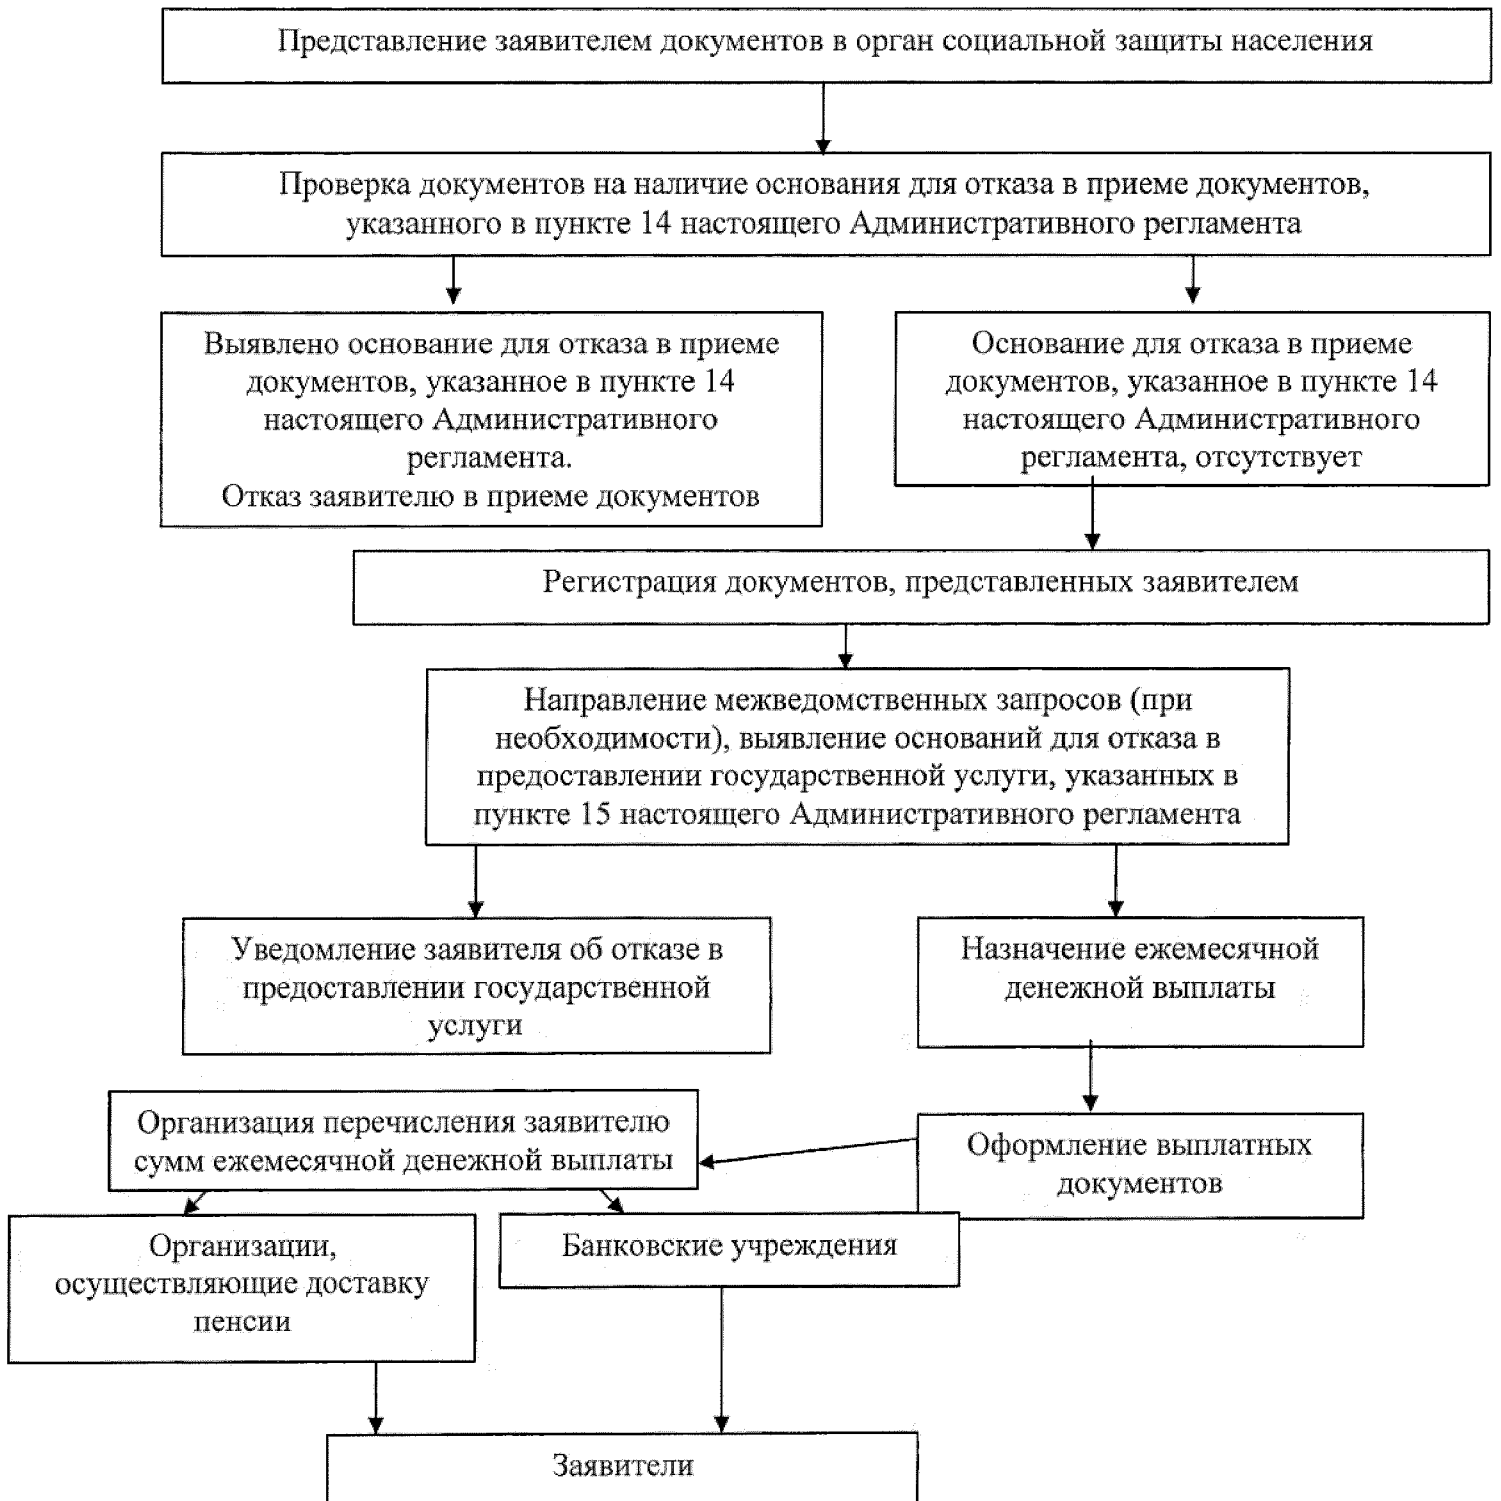 Представление заявителем документов в орган социальной защиты населения
Проверка документов на наличие основания для отказа в приеме документов,
указанного в пункте 14 настоящего Административного регламента
Выявлено основание для отказа в приеме
документов, указанное в пункте 14
настоящего Административного
регламента.
Отказ заявителю в приеме документов
Основание для отказа в приеме
документов, указанное в пункте 14
настоящего Административного
регламента, отсутствует
Регистрация документов, представленных заявителем
Направление межведомственных запросов (при
необходимости), выявление оснований для отказа в
предоставлении государственной услуги, указанных в
пункте 15 настоящего Административного регламента
Уведомление заявителя об отказе в
предоставлении государственной
услуги
Назначение ежемесячной
денежной выплаты
Организация перечисления заявителю
сумм ежемесячной денежной выплаты
Оформление выплатных
документов
Организации,
осуществляющие доставку
пенсии
Банковские учреждения
Заявители